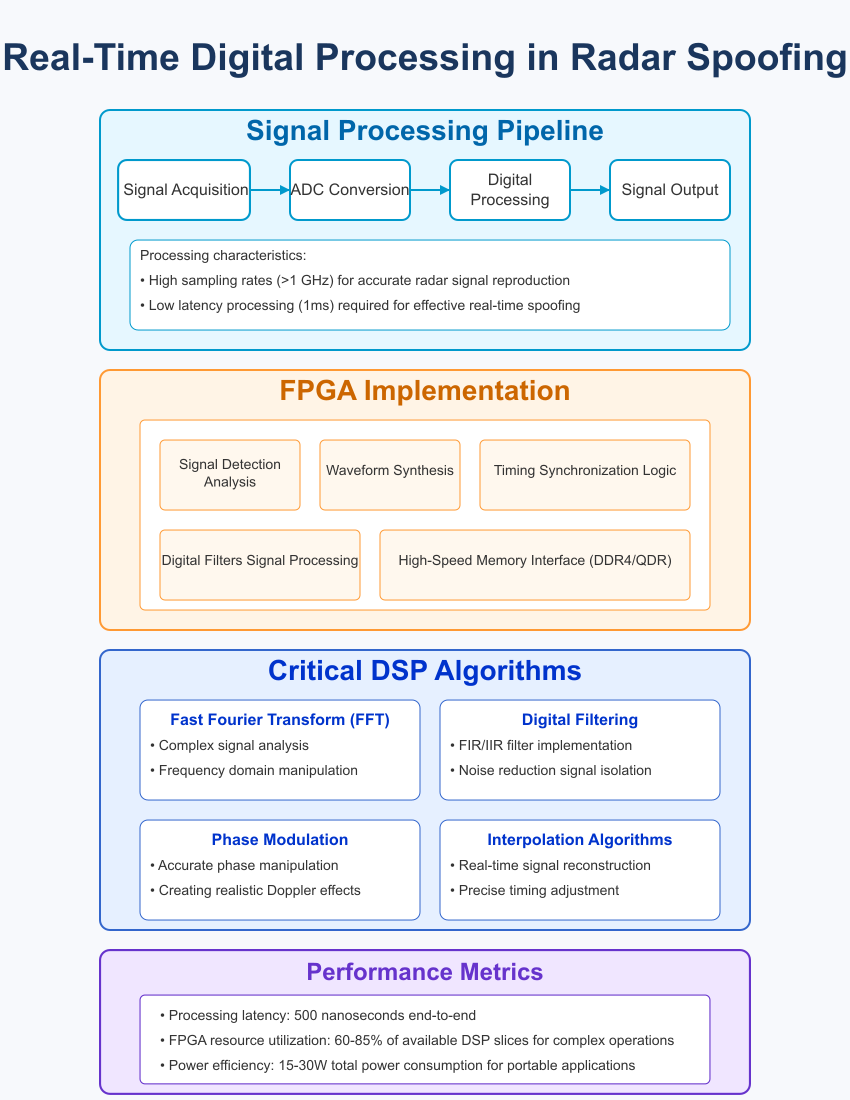 Real-Time Digital Processing in Radar Spoofing
Signal Processing Pipeline
Signal Acquisition
ADC Conversion
Digital
Processing
Signal Output
Processing characteristics:
• High sampling rates (>1 GHz) for accurate radar signal reproduction
• Low latency processing (1ms) required for effective real-time spoofing
FPGA Implementation
Signal Detection
Analysis
Waveform Synthesis
Timing Synchronization Logic
Digital Filters Signal Processing
High-Speed Memory Interface (DDR4/QDR)
Critical DSP Algorithms
Fast Fourier Transform (FFT)
• Complex signal analysis
• Frequency domain manipulation
Digital Filtering
• FIR/IIR filter implementation
• Noise reduction signal isolation
Phase Modulation
• Accurate phase manipulation
• Creating realistic Doppler effects
Interpolation Algorithms
• Real-time signal reconstruction
• Precise timing adjustment
Performance Metrics
• Processing latency: 500 nanoseconds end-to-end
• FPGA resource utilization: 60-85% of available DSP slices for complex operations
• Power efficiency: 15-30W total power consumption for portable applications